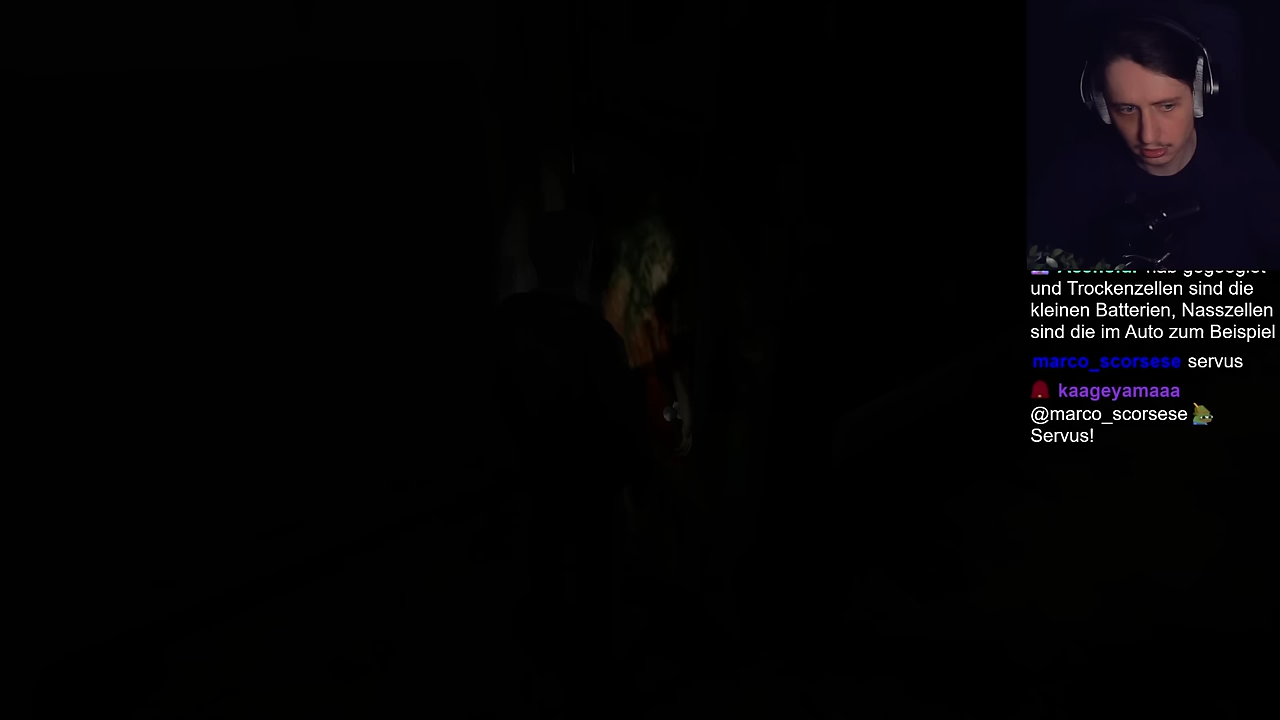 und Trockenzellen sind die
kleinen Batterien, Nasszellen
sind die im Auto zum Beispiel
marco_scorsese servus
kaageyamaaa
@marco_scorsese
Servus!